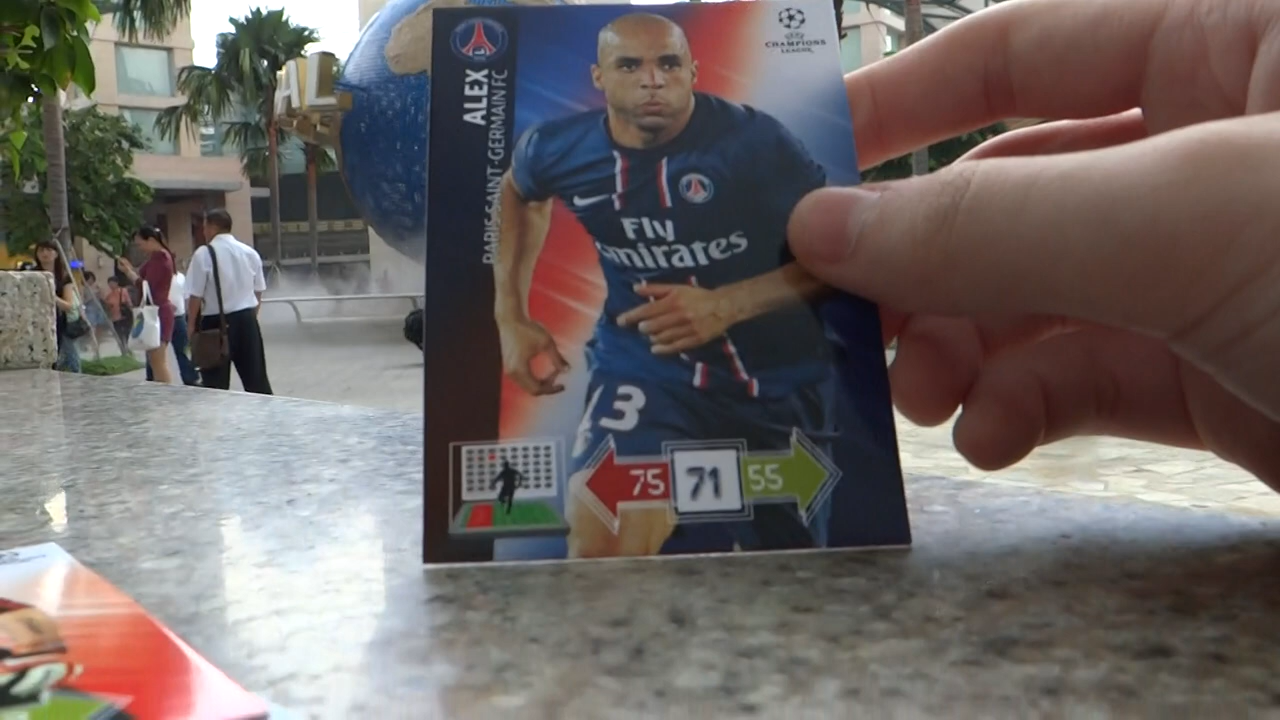 CHAMPIONS
LEAGUE
ALEX
PARIS SAINT-GERMAIN FC
Fly
Emirates
3
75
71
55